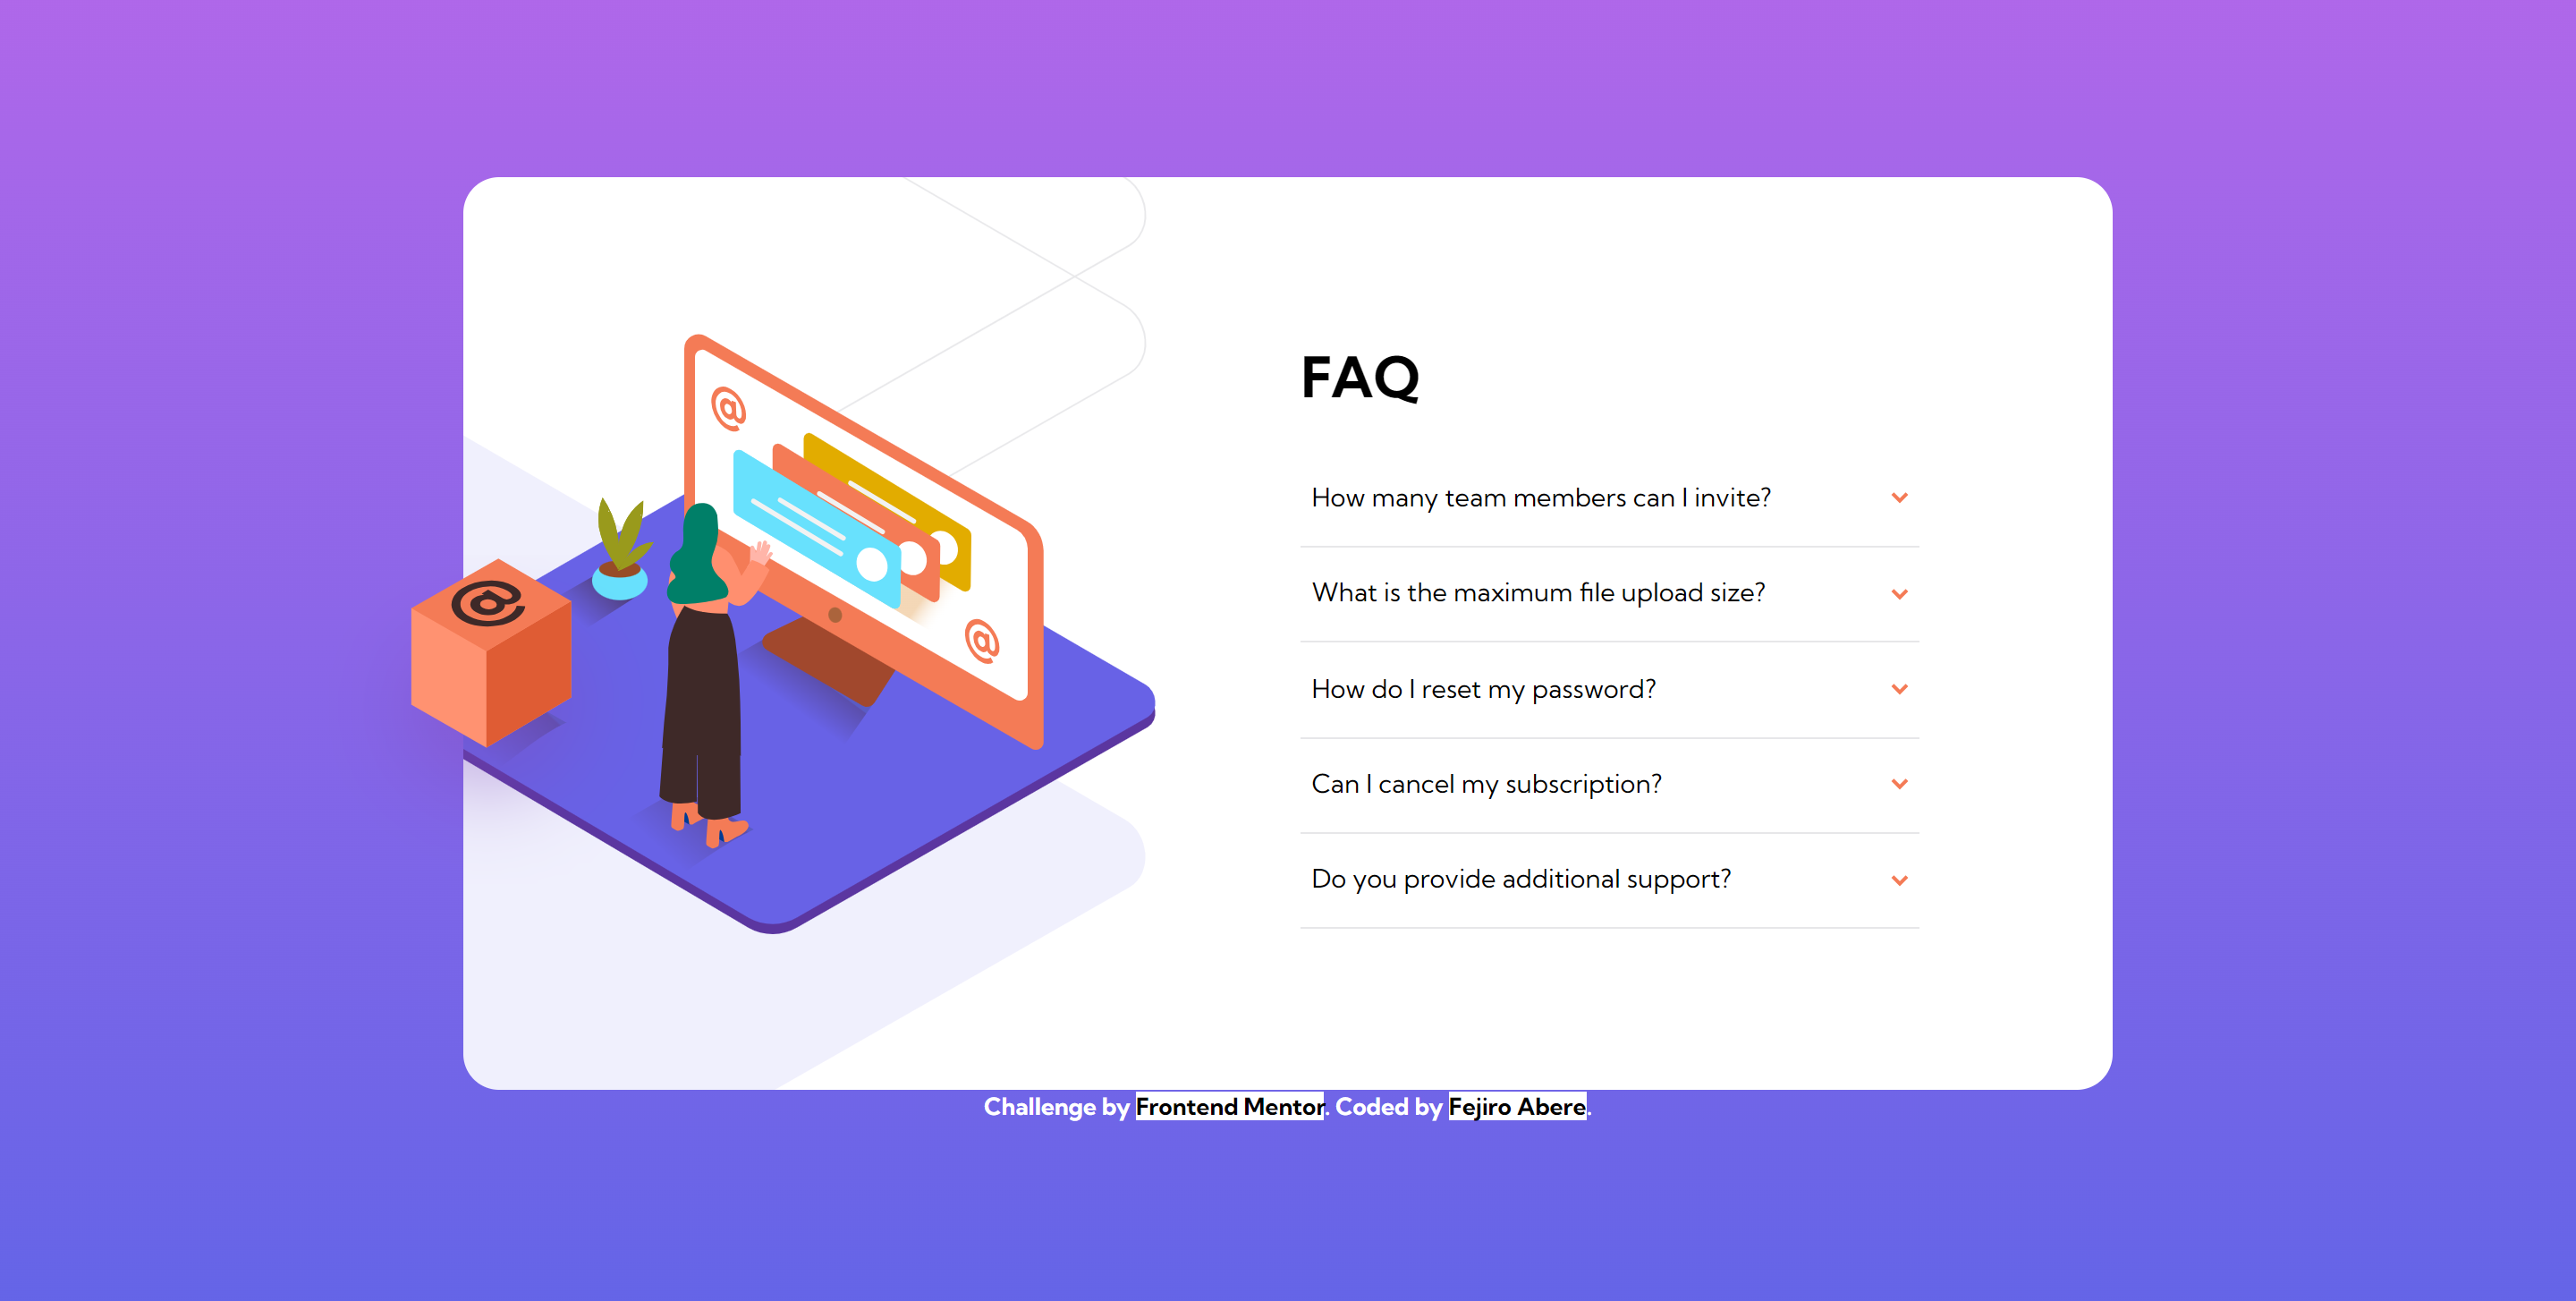 @
@
@
FAQ
How many team members can I invite?
What is the maximum file upload size?
How do I reset my password?
Can I cancel my subscription?
Do you provide additional support?
Challenge by Frontend Mentor. Coded by Fejiro Abere.